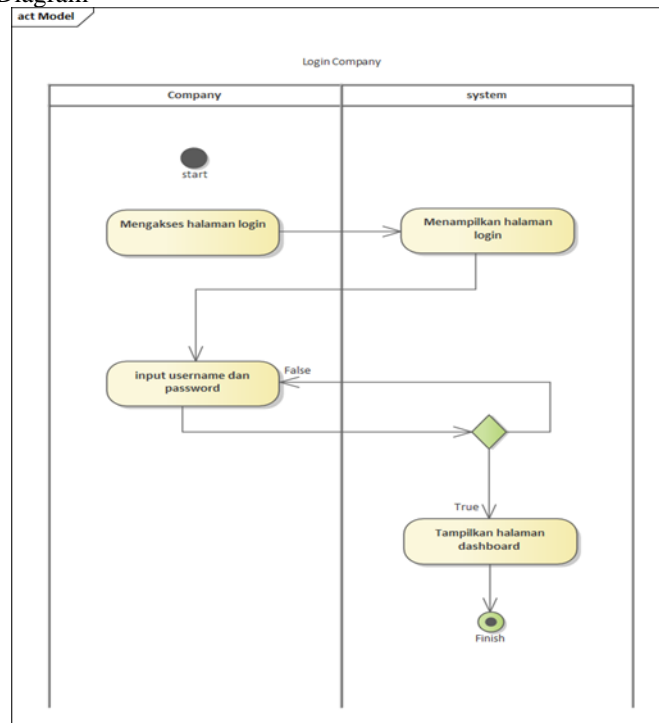 Diagram
act Model
Login Company
Company
system
start
Mengakses halaman login
Menampilkan halaman
login
input username dan
password
False
True
Tampilkan halaman
dashboard
Finish